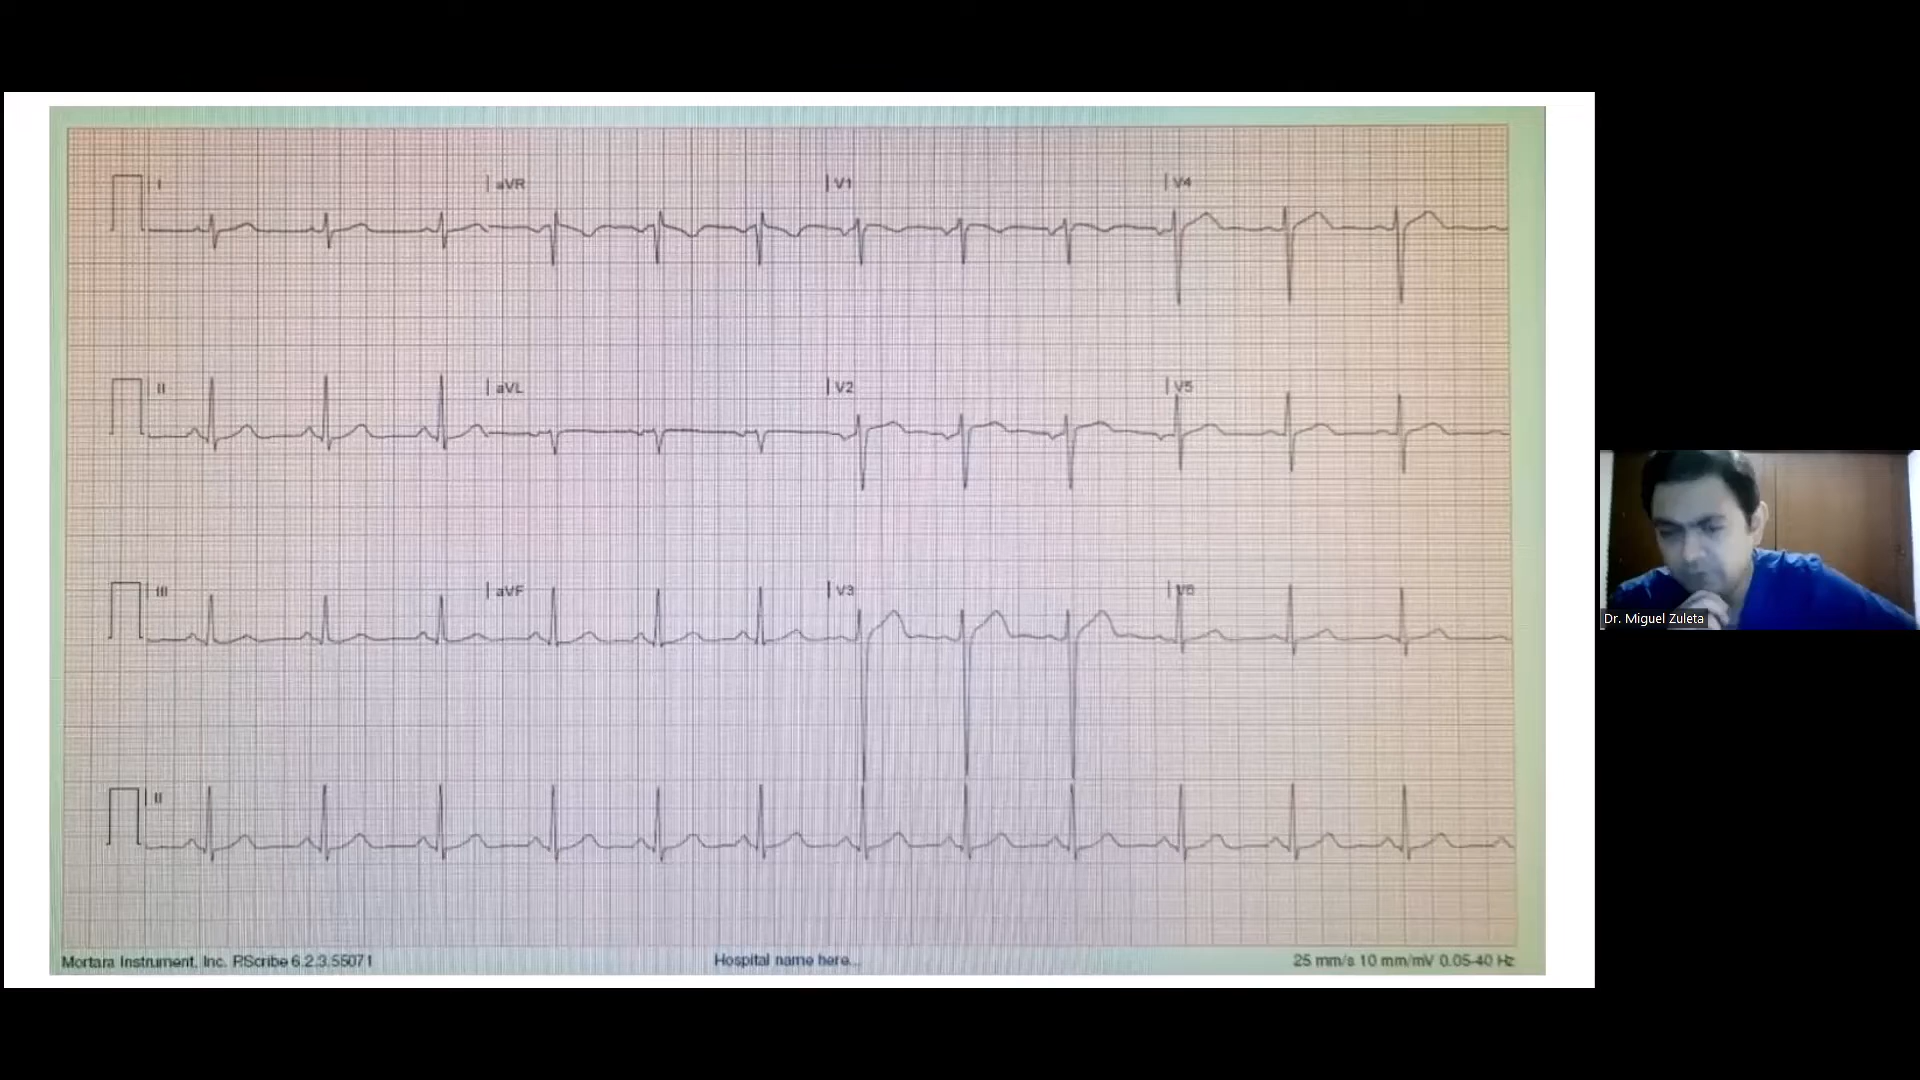 I aVR V1 V4
II aVL V2 V5
III aVF V3 V6
II
Mortara Instrument, Inc. RScribe 6.2.3.55071 Hospital name here... 25 mm/s 10 mm/mV 0.05-40 Hz
Dr. Miguel Zuleta